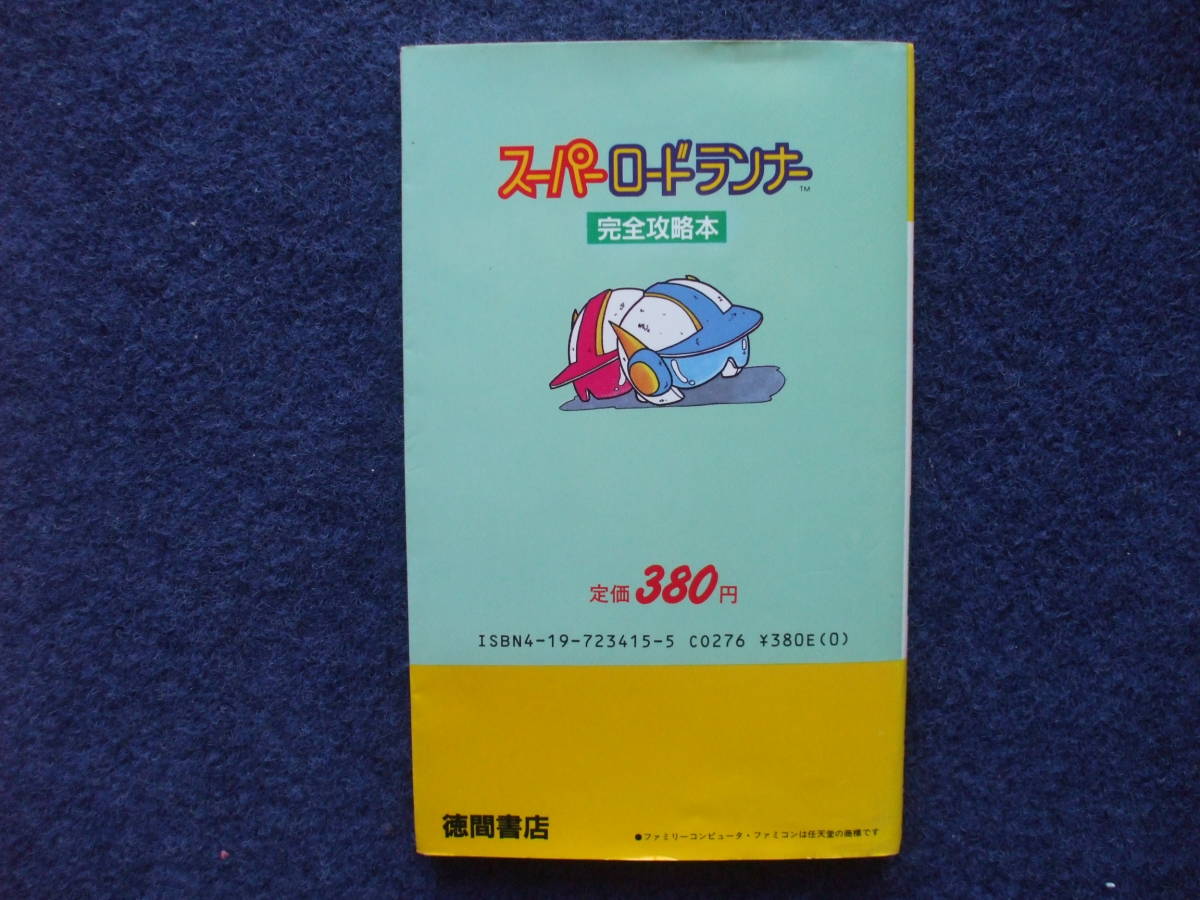 スーパーロードランナー™
完全攻略本
定価380円
ISBN4-19-723415-5 C0276 ¥380E(0)
徳間書店
●ファミリーコンピュータ・ファミコンは任天堂の商標です